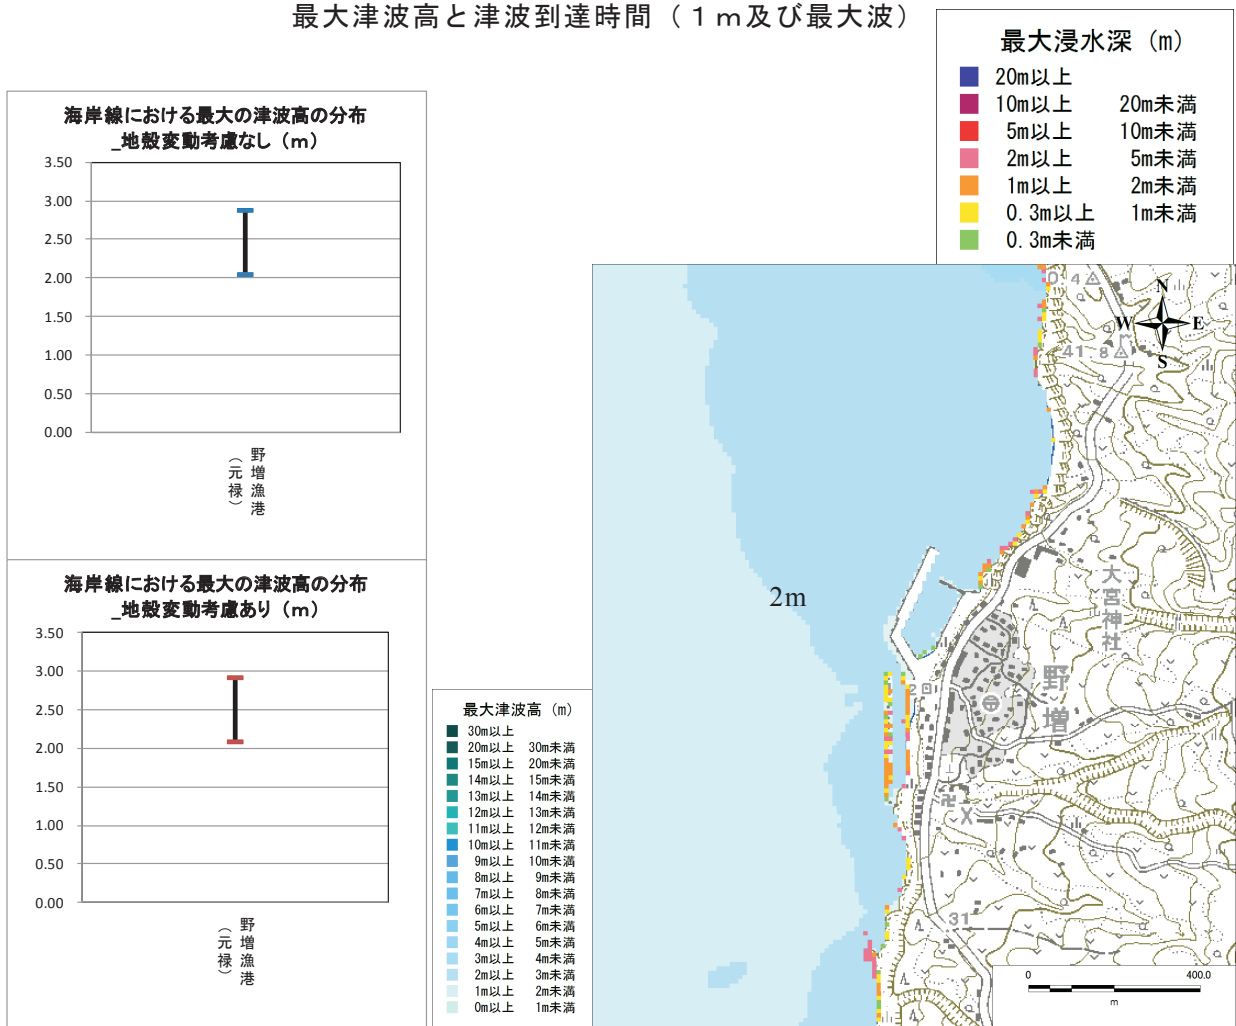 最大津波高と津波到達時間（１ｍ及び最大波）
最大浸水深（m）
20m以上
10m以上 20m未満
5m以上 10m未満
2m以上 5m未満
1m以上 2m未満
0.3m以上 1m未満
0.3m未満
海岸線における最大の津波高の分布
_地殻変動考慮なし（ｍ）
3.50
3.00
2.50
2.00
1.50
1.00
0.50
0.00
野増漁港
（元禄）
海岸線における最大の津波高の分布
_地殻変動考慮あり（ｍ）
3.50
3.00
2.50
2.00
1.50
1.00
0.50
0.00
野増漁港
（元禄）
最大津波高（m）
30m以上
20m以上 30m未満
15m以上 20m未満
14m以上 15m未満
13m以上 14m未満
12m以上 13m未満
11m以上 12m未満
10m以上 11m未満
9m以上 10m未満
8m以上 9m未満
7m以上 8m未満
6m以上 7m未満
5m以上 6m未満
4m以上 5m未満
3m以上 4m未満
2m以上 3m未満
1m以上 2m未満
0m以上 1m未満
N
W E
S
41.8
2m
大宮神社
野増
31
0 400.0
m